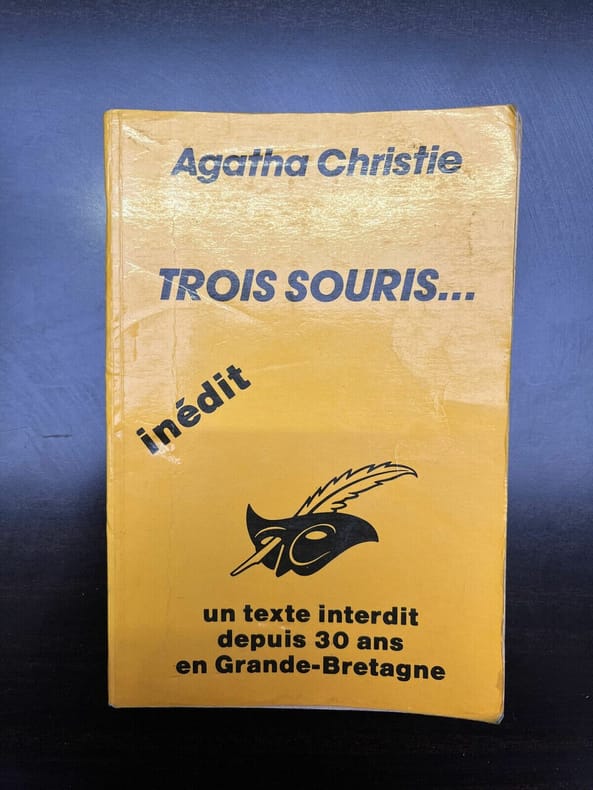 Agatha Christie
TROIS SOURIS...
inédit
un texte interdit
depuis 30 ans
en Grande-Bretagne